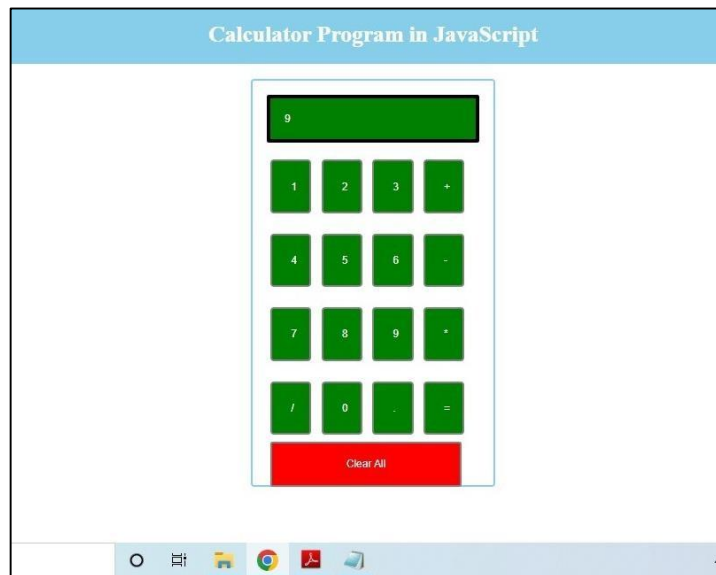 Calculator Program in JavaScript
9
1 2 3 +
4 5 6 -
7 8 9 *
/ 0 . =
Clear All